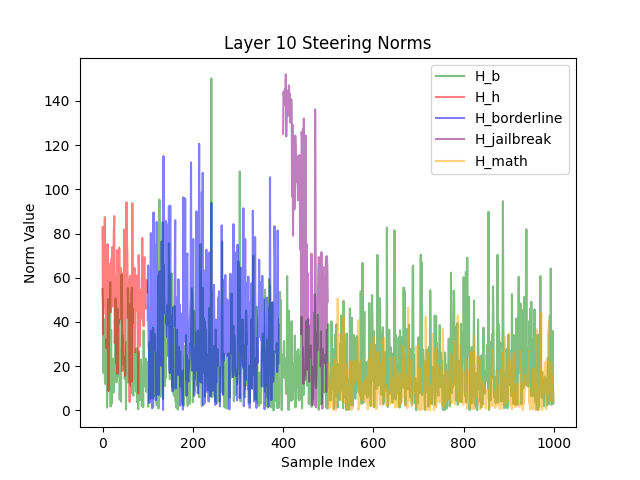 Layer 10 Steering Norms
H_b
H_h
H_borderline
H_jailbreak
H_math
Norm Value
140
120
100
80
60
40
20
0
0 200 400 600 800 1000
Sample Index